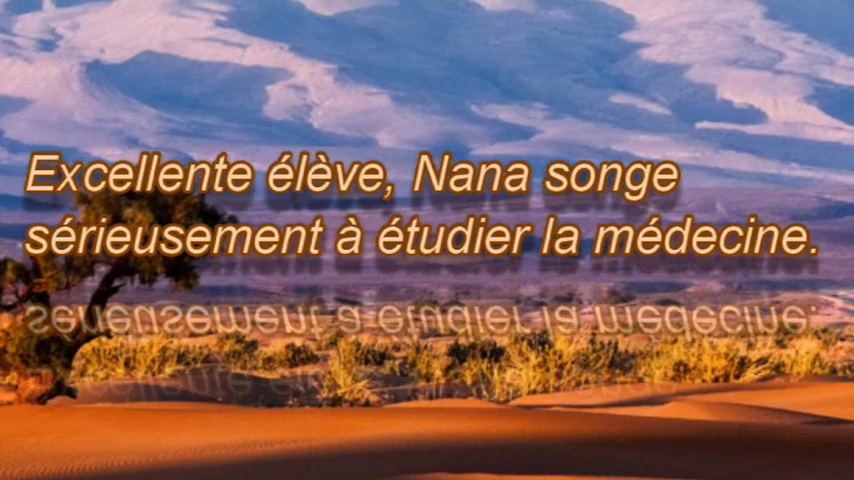 Excellente élève, Nana songe
sérieusement à étudier la médecine.